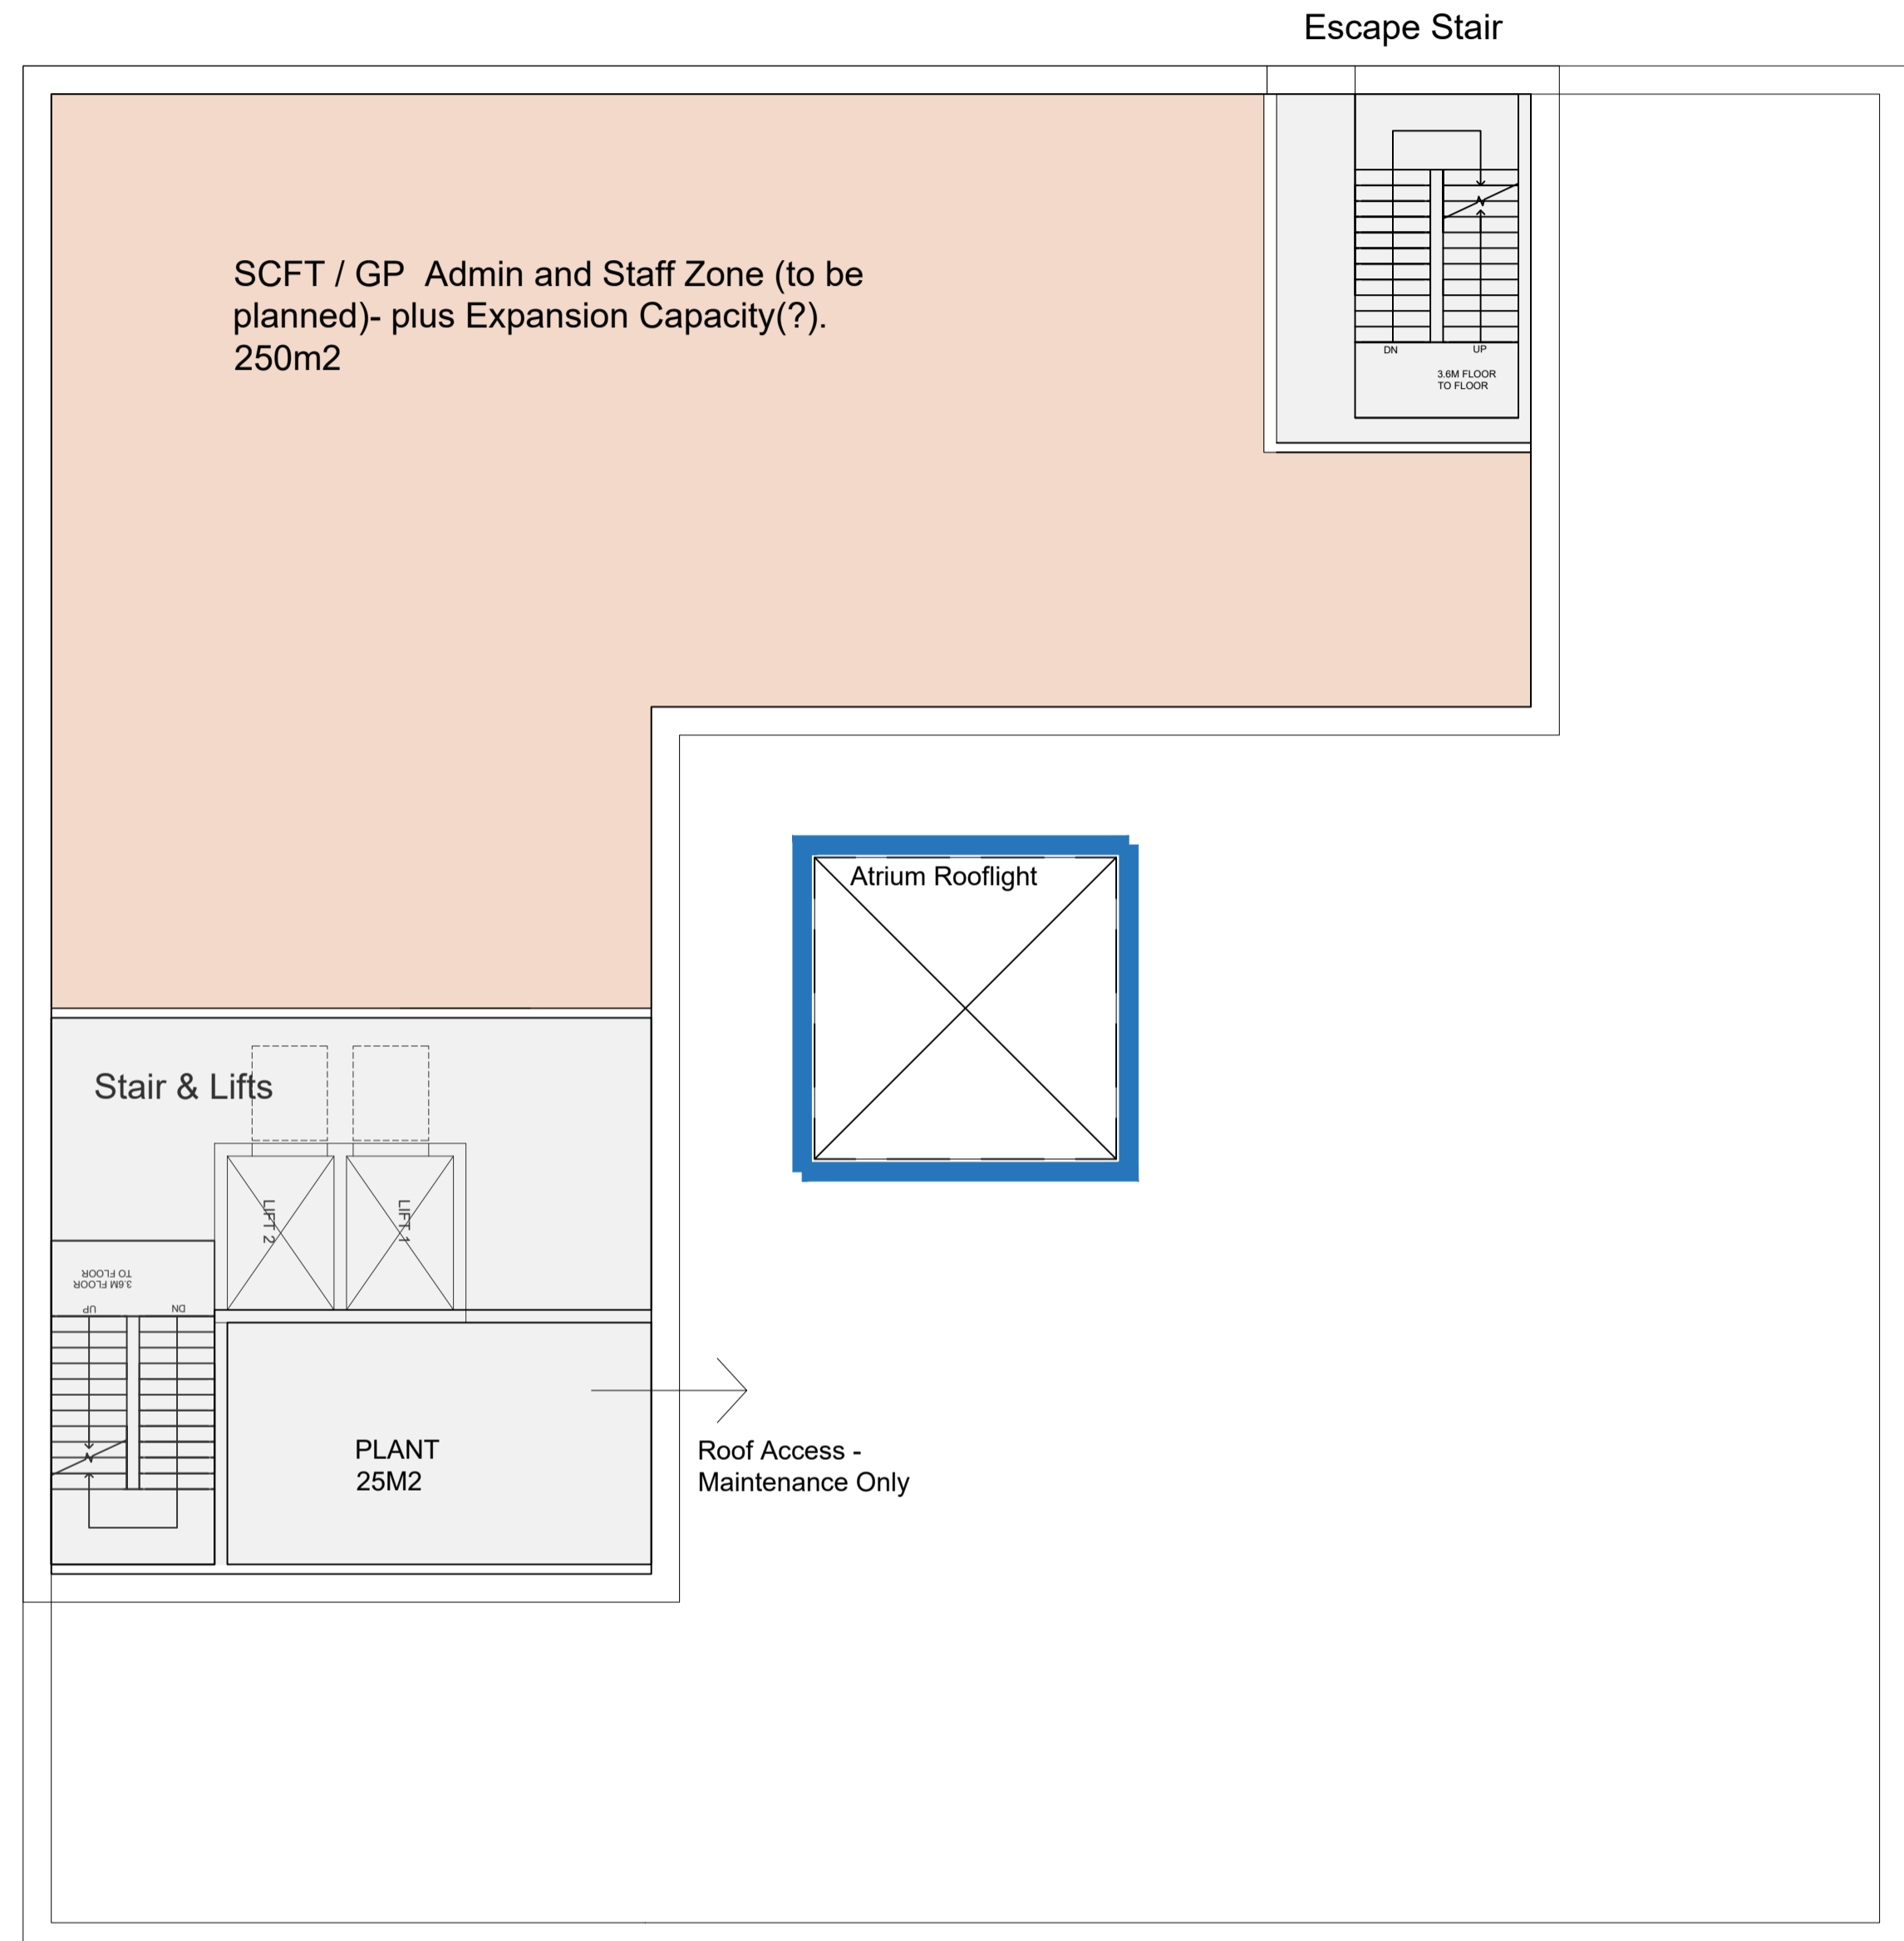 Escape Stair
SCFT / GP  Admin and Staff Zone (to be
planned)- plus Expansion Capacity(?).
250m2
DN
UP
3.6M FLOOR
TO FLOOR
Atrium Rooflight
Stair & Lifts
LIFT 2
LIFT 1
3.6M FLOOR
TO FLOOR
UP
DN
PLANT
25M2
Roof Access -
Maintenance Only